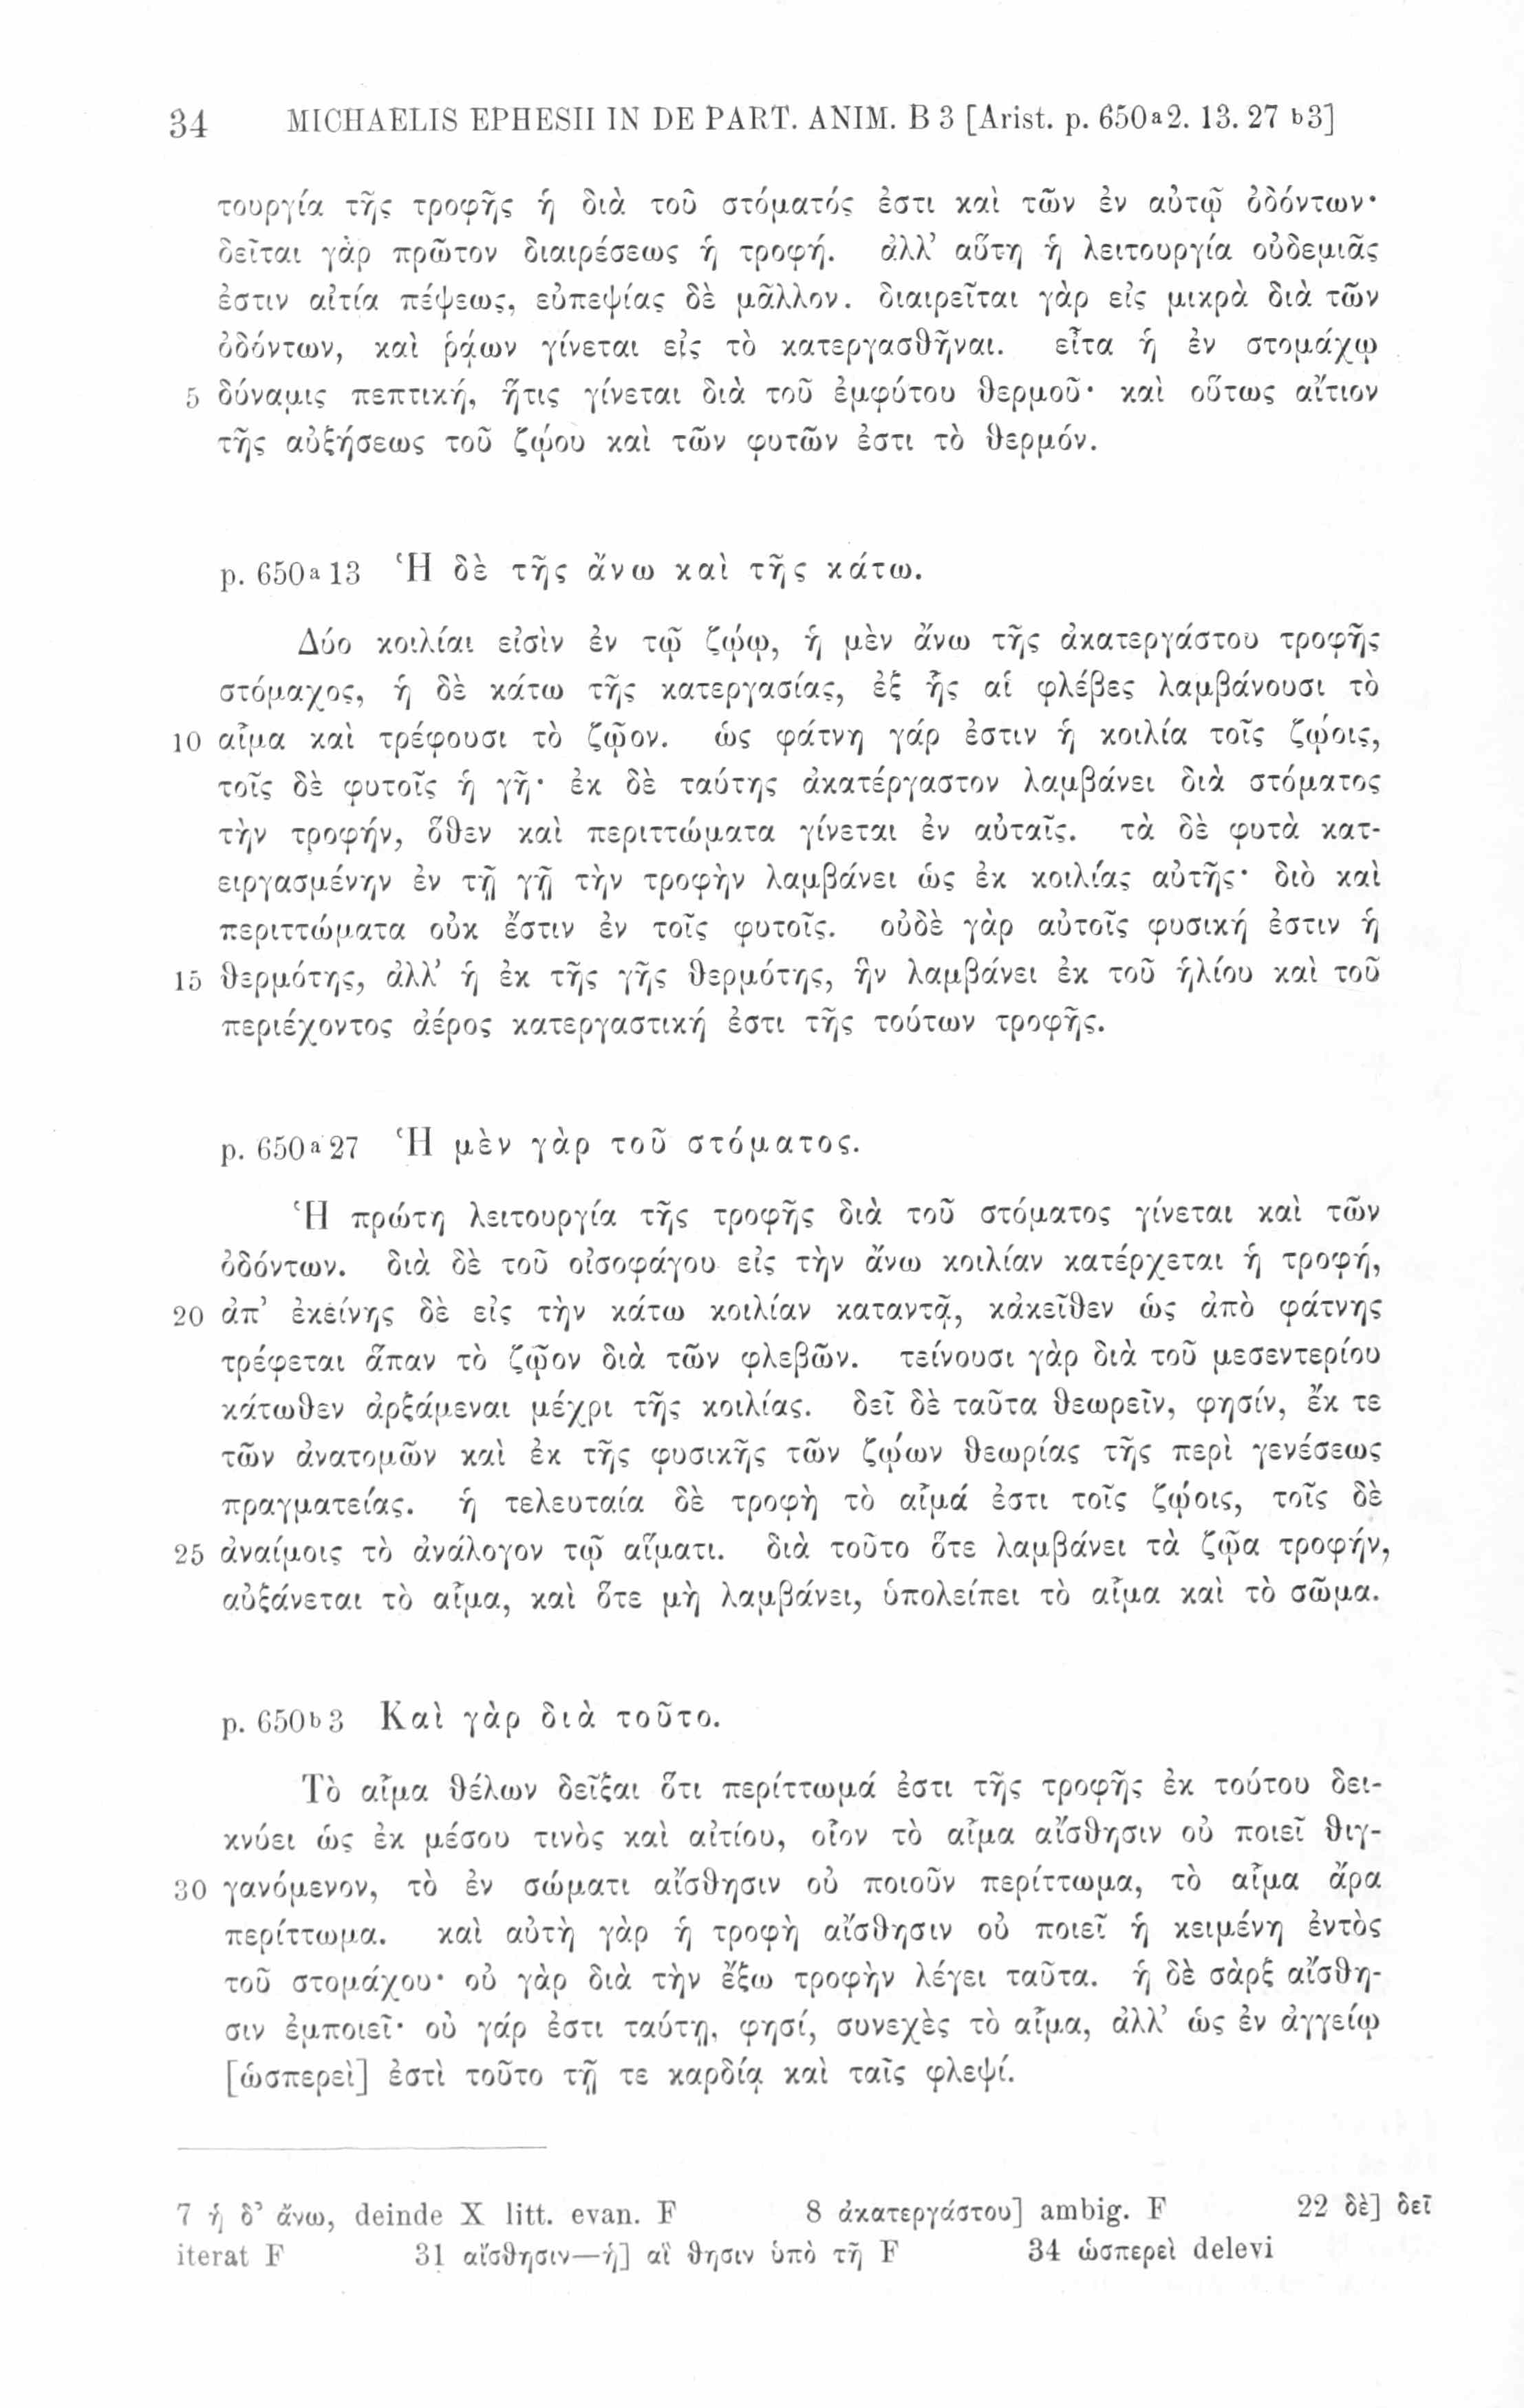 34 MICHAELIS EPHESII IN DE PART. ANIM. B 3 [Arist. p. 650a2. 13. 27 b3]
τουργία τῆς τροφῆς ἡ διὰ τοῦ στόματός ἐστι καὶ τῶν ἐν αὐτῷ ὀδόντων·
δεῖται γὰρ πρῶτον διαιρέσεως ἡ τροφή. ἀλλ’ αὕτη ἡ λειτουργία οὐδεμιᾶς
ἐστιν αἰτία πέψεως, εὐπεψίας δὲ μᾶλλον. διαιρεῖται γὰρ εἰς μικρὰ διὰ τῶν
ὀδόντων, καὶ ῥᾴων γίνεται εἰς τὸ κατεργασθῆναι. εἶτα ἡ ἐν στομάχῳ
5 δύναμις πεπτική, ἥτις γίνεται διὰ τοῦ ἐμφύτου θερμοῦ· καὶ οὕτως αἴτιον
τῆς αὐξήσεως τοῦ ζῴου καὶ τῶν φυτῶν ἐστι τὸ θερμόν.
p. 650a13 Ἡ δὲ τῆς ἄνω καὶ τῆς κάτω.
Δύο κοιλίαι εἰσὶν ἐν τῷ ζῴῳ, ἡ μὲν ἄνω τῆς ἀκατεργάστου τροφῆς
στόμαχος, ἡ δὲ κάτω τῆς κατεργασίας, ἐξ ἧς αἱ φλέβες λαμβάνουσι τὸ
10 αἷμα καὶ τρέφουσι τὸ ζῷον. ὡς φάτνη γάρ ἐστιν ἡ κοιλία τοῖς ζῴοις,
τοῖς δὲ φυτοῖς ἡ γῆ· ἐκ δὲ ταύτης ἀκατέργαστον λαμβάνει διὰ στόματος
τὴν τροφήν, ὅθεν καὶ περιττώματα γίνεται ἐν αὐταῖς. τὰ δὲ φυτὰ κατ-
ειργασμένην ἐν τῇ γῇ τὴν τροφὴν λαμβάνει ὡς ἐκ κοιλίας αὐτῆς· διὸ καὶ
περιττώματα οὐκ ἔστιν ἐν τοῖς φυτοῖς. οὐδὲ γὰρ αὐτοῖς φυσική ἐστιν ἡ
15 θερμότης, ἀλλ’ ἡ ἐκ τῆς γῆς θερμότης, ἣν λαμβάνει ἐκ τοῦ ἡλίου καὶ τοῦ
περιέχοντος ἀέρος κατεργαστική ἐστι τῆς τούτων τροφῆς.
p. 650a27 Ἡ μὲν γὰρ τοῦ στόματος.
Ἡ πρώτη λειτουργία τῆς τροφῆς διὰ τοῦ στόματος γίνεται καὶ τῶν
ὀδόντων. διὰ δὲ τοῦ οἰσοφάγου εἰς τὴν ἄνω κοιλίαν κατέρχεται ἡ τροφή,
20 ἀπ’ ἐκείνης δὲ εἰς τὴν κάτω κοιλίαν καταντᾷ, κἀκεῖθεν ὡς ἀπὸ φάτνης
τρέφεται ἅπαν τὸ ζῷον διὰ τῶν φλεβῶν. τείνουσι γὰρ διὰ τοῦ μεσεντερίου
κάτωθεν ἀρξάμεναι μέχρι τῆς κοιλίας. δεῖ δὲ ταῦτα θεωρεῖν, φησίν, ἔκ τε
τῶν ἀνατομῶν καὶ ἐκ τῆς φυσικῆς τῶν ζῴων θεωρίας τῆς περὶ γενέσεως
πραγματείας. ἡ τελευταία δὲ τροφὴ τὸ αἷμά ἐστι τοῖς ζῴοις, τοῖς δὲ
25 ἀναίμοις τὸ ἀνάλογον τῷ αἵματι. διὰ τοῦτο ὅτε λαμβάνει τὰ ζῷα τροφήν,
αὐξάνεται τὸ αἷμα, καὶ ὅτε μὴ λαμβάνει, ὑπολείπει τὸ αἷμα καὶ τὸ σῶμα.
p. 650b3 Καὶ γὰρ διὰ τοῦτο.
Τὸ αἷμα θέλων δεῖξαι ὅτι περίττωμά ἐστι τῆς τροφῆς ἐκ τούτου δει-
κνύει ὡς ἐκ μέσου τινὸς καὶ αἰτίου, οἷον τὸ αἷμα αἴσθησιν οὐ ποιεῖ θιγ-
30 γανόμενον, τὸ ἐν σώματι αἴσθησιν οὐ ποιοῦν περίττωμα, τὸ αἷμα ἄρα
περίττωμα. καὶ αὐτὴ γὰρ ἡ τροφὴ αἴσθησιν οὐ ποιεῖ ἡ κειμένη ἐντὸς
τοῦ στομάχου· οὐ γὰρ διὰ τὴν ἔξω τροφὴν λέγει ταῦτα. ἡ δὲ σὰρξ αἴσθη-
σιν ἐμποιεῖ· οὐ γάρ ἐστι ταύτῃ, φησί, συνεχὲς τὸ αἷμα, ἀλλ’ ὡς ἐν ἀγγείῳ
[ὡσπερεὶ] ἐστὶ τοῦτο τῇ τε καρδίᾳ καὶ ταῖς φλεψί.
7 ἡ δ’ ἄνω, deinde X litt. evan. F 8 ἀκατεργάστου] ambig. F 22 δὲ] δεῖ
iterat F 31 αἴσθησιν—ἡ] αἴ θησιν ὑπὸ τῇ F 34 ὡσπερεὶ delevi